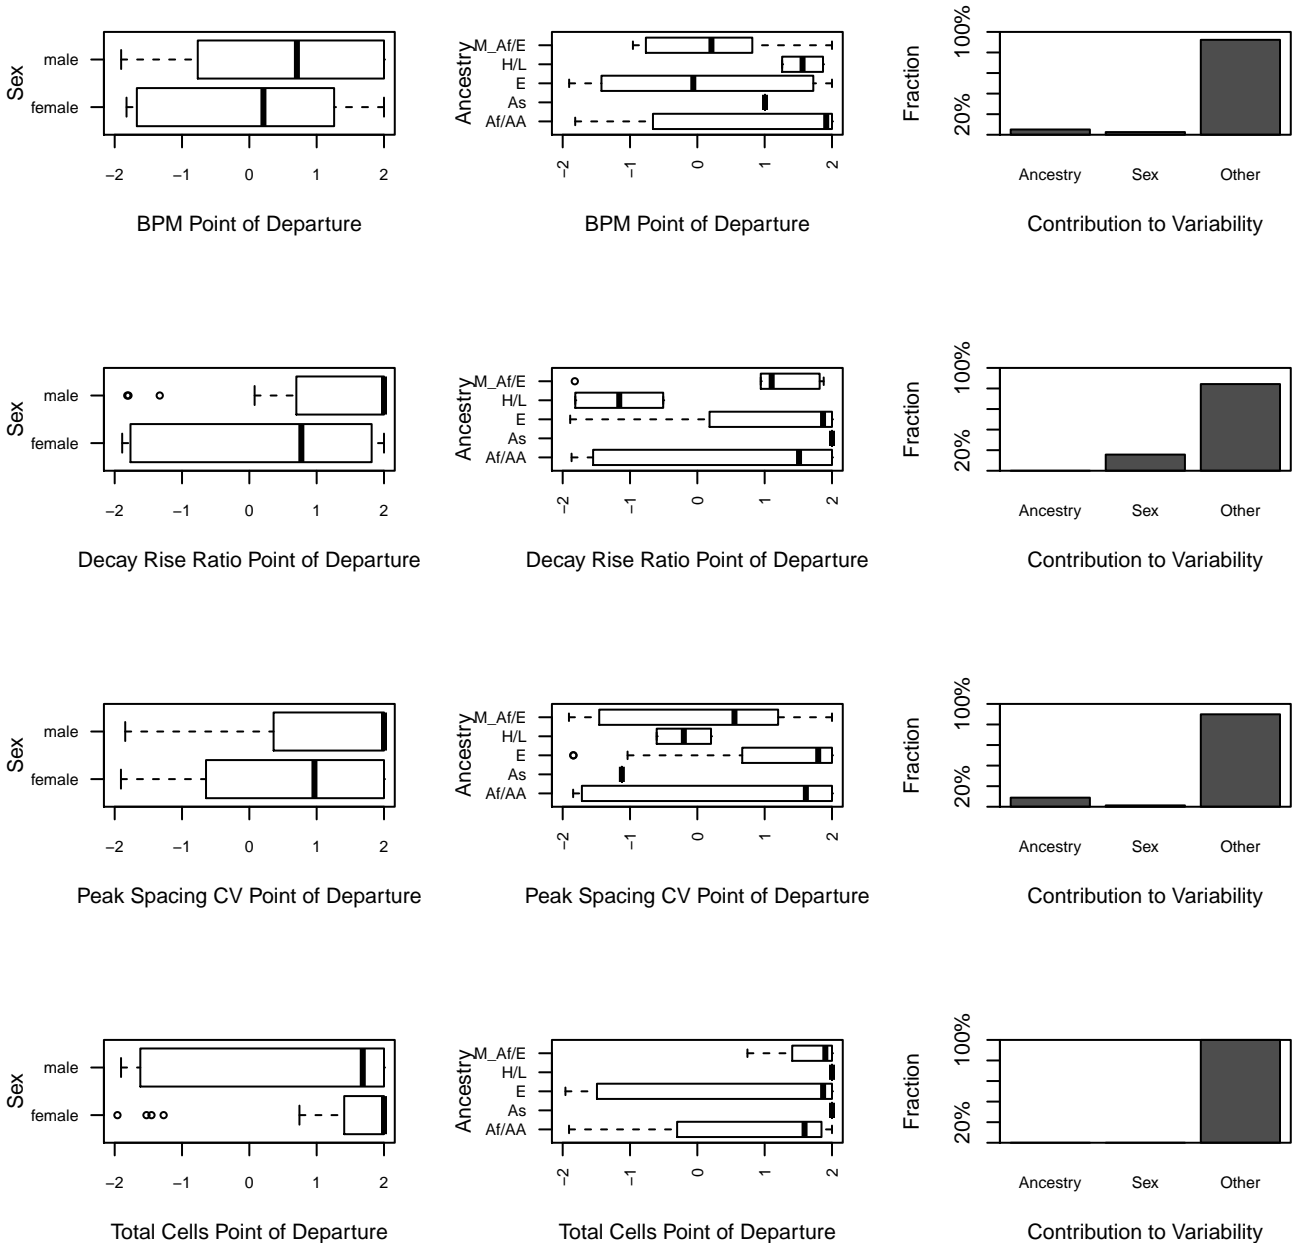 Sex
male
female
−2 −1 0 1 2
BPM Point of Departure
Ancestry
M_Af/E
H/L
E
As
Af/AA
−2 −1 0 1 2
BPM Point of Departure
Fraction
20% 100%
Ancestry Sex Other
Contribution to Variability
Sex
male
female
−2 −1 0 1 2
Decay Rise Ratio Point of Departure
Ancestry
M_Af/E
H/L
E
As
Af/AA
−2 −1 0 1 2
Decay Rise Ratio Point of Departure
Fraction
20% 100%
Ancestry Sex Other
Contribution to Variability
Sex
male
female
−2 −1 0 1 2
Peak Spacing CV Point of Departure
Ancestry
M_Af/E
H/L
E
As
Af/AA
−2 −1 0 1 2
Peak Spacing CV Point of Departure
Fraction
20% 100%
Ancestry Sex Other
Contribution to Variability
Sex
male
female
−2 −1 0 1 2
Total Cells Point of Departure
Ancestry
M_Af/E
H/L
E
As
Af/AA
−2 −1 0 1 2
Total Cells Point of Departure
Fraction
20% 100%
Ancestry Sex Other
Contribution to Variability